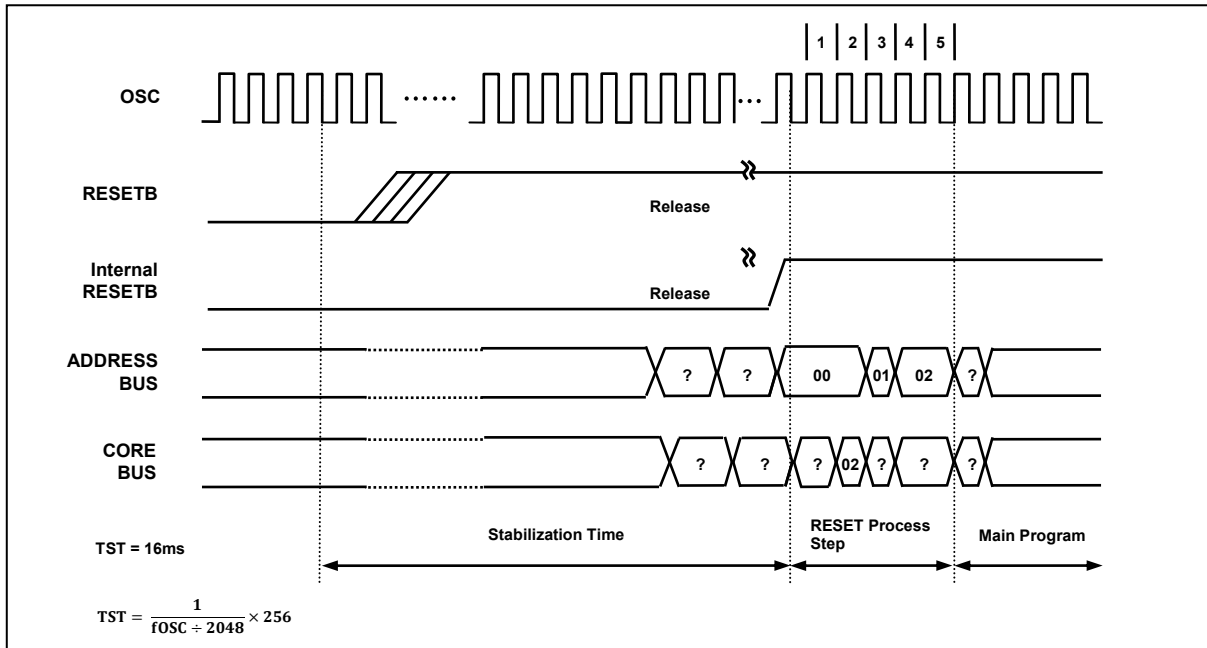 1 2 3 4 5
OSC
RESETB
Release
Internal
RESETB
Release
ADDRESS
BUS
? ? 00 01 02 ?
CORE
BUS
? ? ? 02 ? ? ?
Stabilization Time
RESET Process
Step
Main Program
TST = 16ms
TST = 1 / fOSC ÷ 2048 × 256